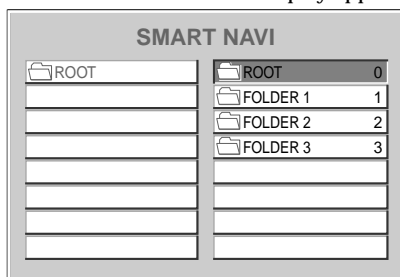 SMART NAVI
ROOT ROOT 0
FOLDER 1 1
FOLDER 2 2
FOLDER 3 3